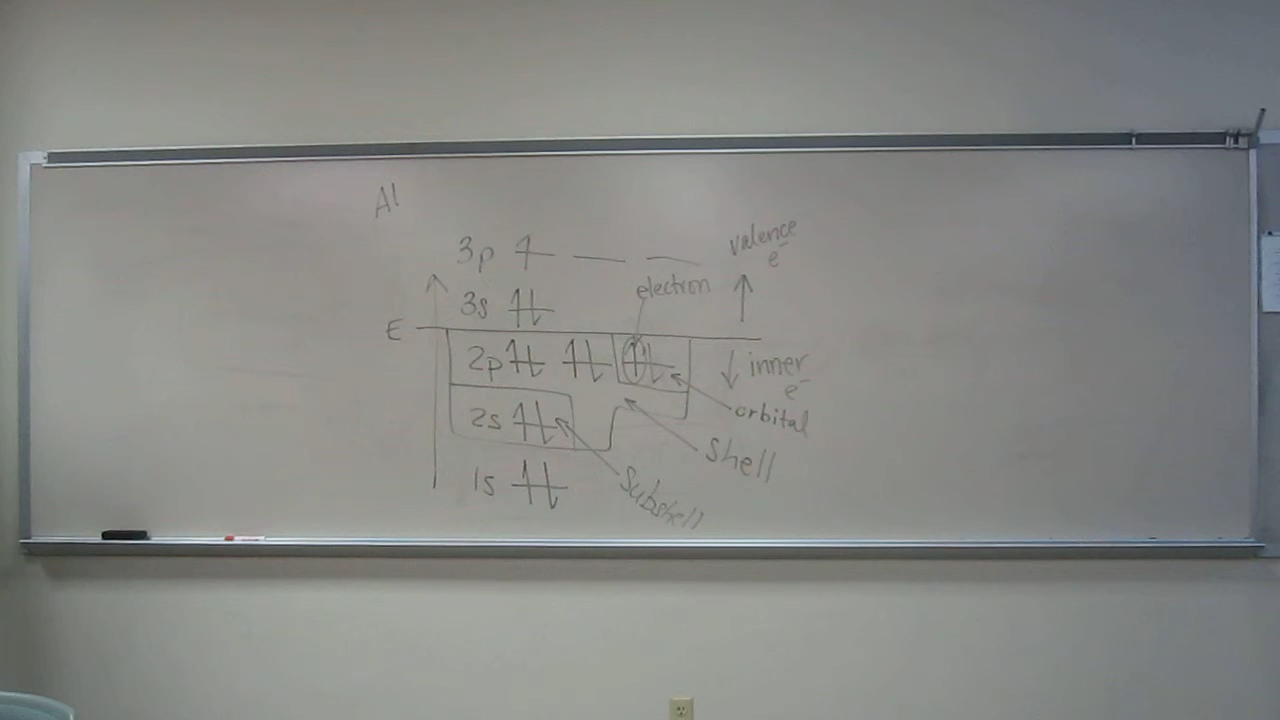 Al
3p
valence
e⁻
electron
3s
E
2p
inner
e⁻
orbital
2s
shell
1s
Subshell